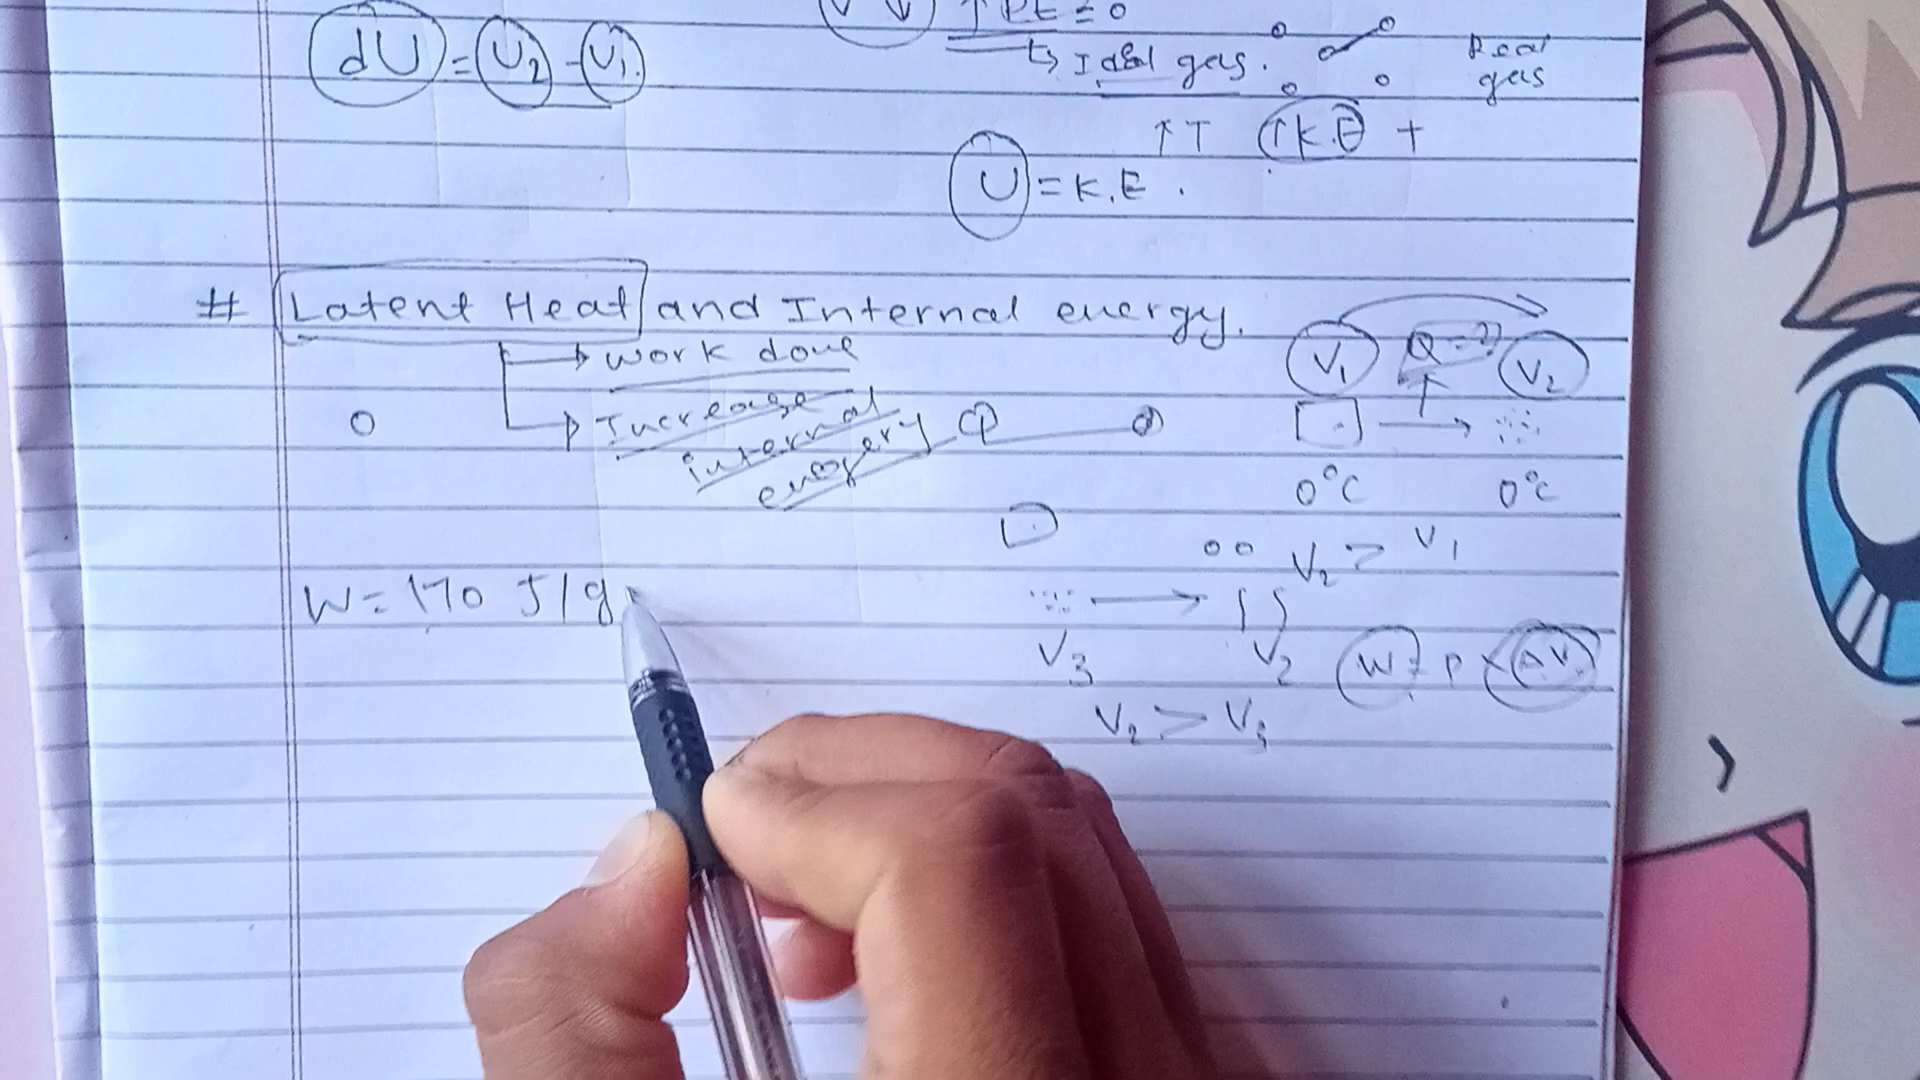 dU = U₂ - U₁.
↑ P.E = 0
↳ Ideal gas.
Real gas
↑T ↑K.E +
U = K.E.
# Latent Heat and Internal energy.
→ work done
→ Increase internal
V₁ Q = V₂
0°C 0°C
V₂ > V₁
W = 170 J/g
V₃ V₂ W = P × ΔV
V₂ > V₃